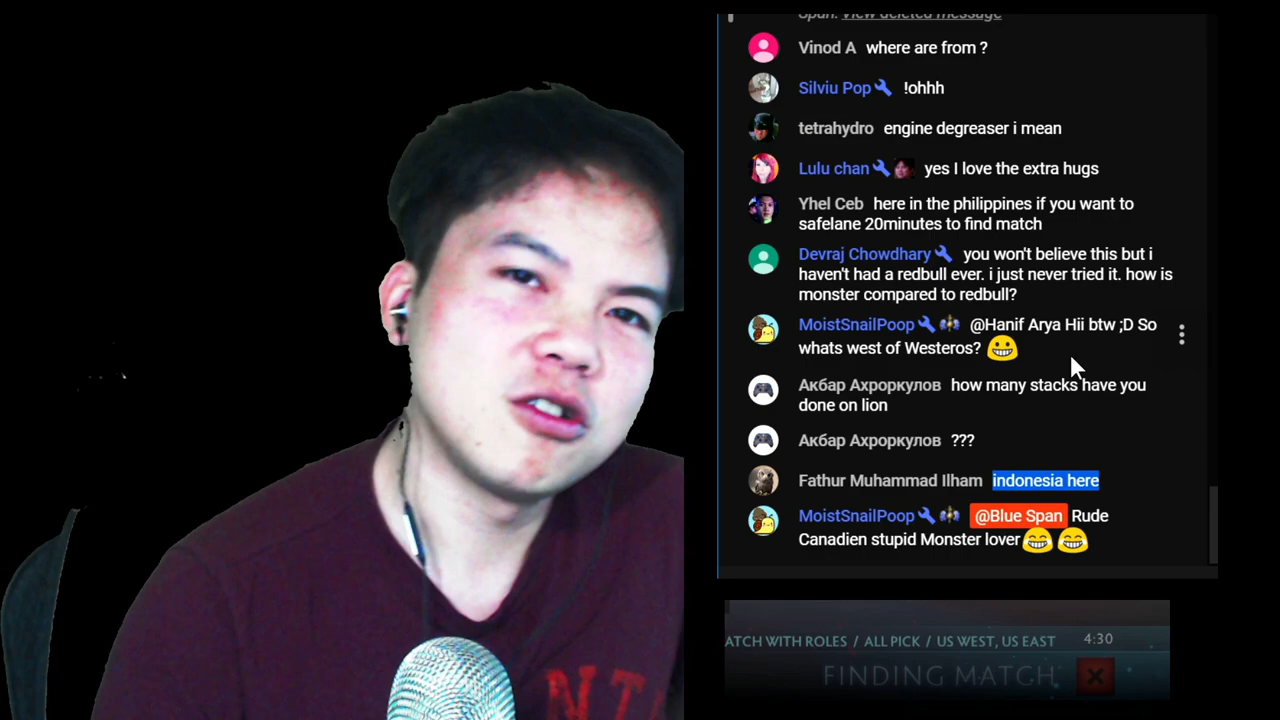 Span. View deleted message
Vinod A where are from ?
Silviu Pop !ohhh
tetrahydro engine degreaser i mean
Lulu chan yes I love the extra hugs
Yhel Ceb here in the philippines if you want to
safelane 20minutes to find match
Devraj Chowdhary you won't believe this but i
haven't had a redbull ever. i just never tried it. how is
monster compared to redbull?
MoistSnailPoop @Hanif Arya Hii btw ;D So
whats west of Westeros? 😀
Акбар Ахроркулов how many stacks have you
done on lion
Акбар Ахроркулов ???
Fathur Muhammad Ilham indonesia here
MoistSnailPoop @Blue Span Rude
Canadien stupid Monster lover 😂 😂
ATCH WITH ROLES / ALL PICK / US WEST, US EAST 4:30
FINDING MATCH